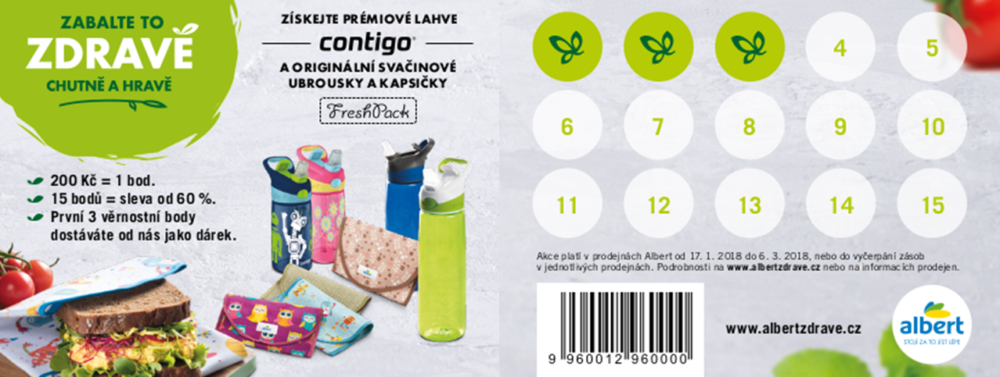 ZABALTE TO
ZDRAVĚ
CHUTNĚ A HRAVĚ
ZÍSKEJTE PRÉMIOVÉ LAHVE
contigo®
A ORIGINÁLNÍ SVAČINOVÉ
UBROUSKY A KAPSIČKY
FreshPack
200 Kč = 1 bod.
15 bodů = sleva od 60 %.
První 3 věrnostní body
dostáváte od nás jako dárek.
4 5
6 7 8 9 10
11 12 13 14 15
Akce platí v prodejnách Albert od 17. 1. 2018 do 6. 3. 2018, nebo do vyčerpání zásob
v jednotlivých prodejnách. Podrobnosti na www.albertzdrave.cz nebo na informacích prodejen.
9 960012 960000
www.albertzdrave.cz
albert
STOJÍ ZA TO JÍST LÉPE